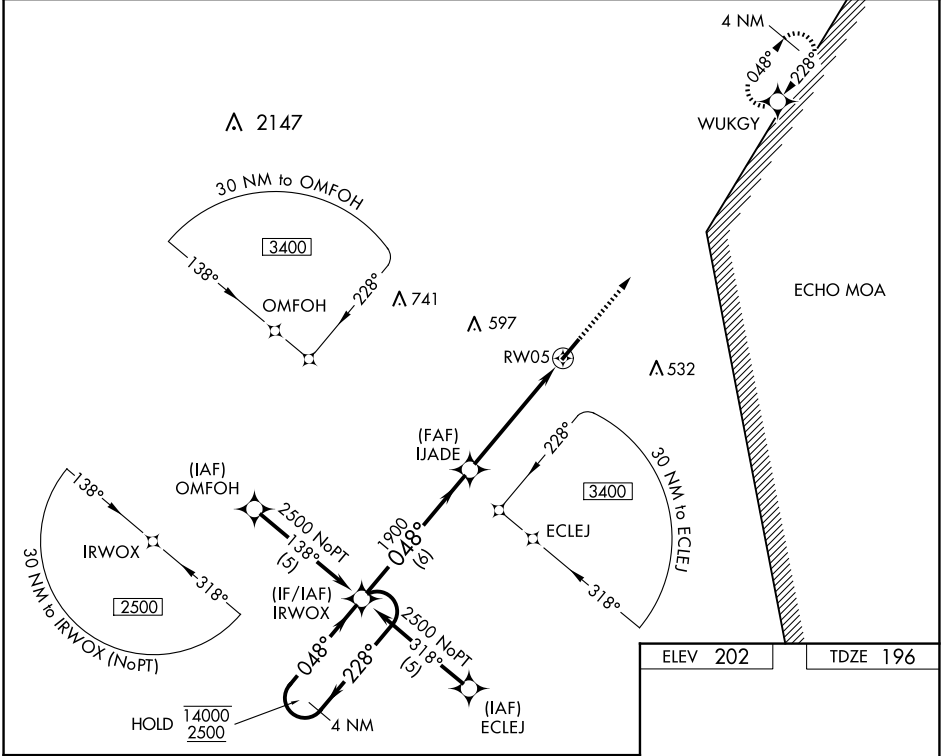 4 NM
048°
228°
WUKGY
2147
30 NM to OMFOH
3400
138°
228°
OMFOH
741
597
ECHO MOA
RW05
532
(FAF)
IJADE
228°
30 NM to ECLEJ
3400
ECLEJ
318°
(IAF)
OMFOH
2500 NoPT
138°
(5)
1900
048°
(6)
138°
IRWOX
318°
2500
30 NM to IRWOX (NoPT)
(IF/IAF)
IRWOX
2500 NoPT
318°
(5)
048°
228°
HOLD 14000
2500
4 NM
(IAF)
ECLEJ
ELEV 202
TDZE 196